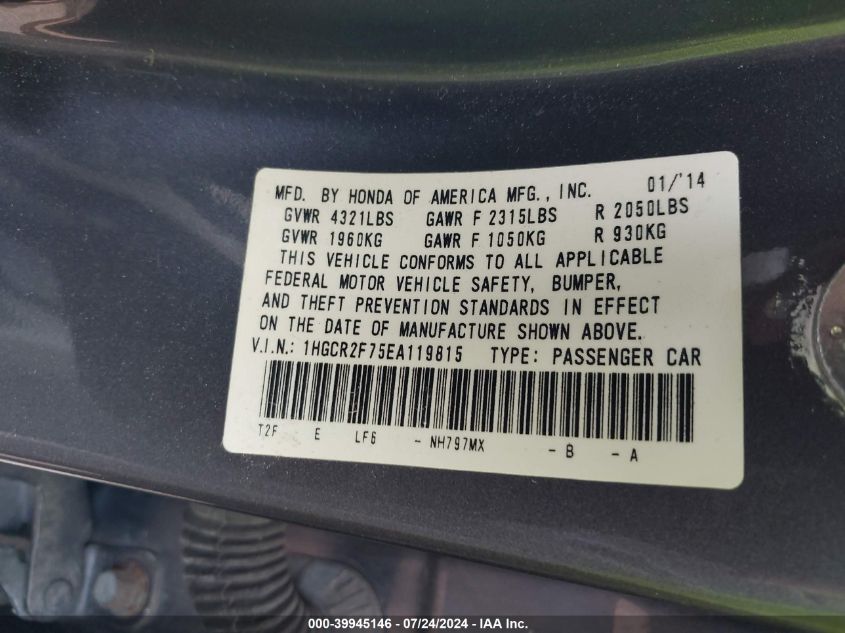 MFD. BY HONDA OF AMERICA MFG., INC. 01/'14
GVWR 4321LBS GAWR F 2315LBS R 2050LBS
GVWR 1960KG GAWR F 1050KG R 930KG
THIS VEHICLE CONFORMS TO ALL APPLICABLE
FEDERAL MOTOR VEHICLE SAFETY, BUMPER,
AND THEFT PREVENTION STANDARDS IN EFFECT
ON THE DATE OF MANUFACTURE SHOWN ABOVE.
V.I.N.: 1HGCR2F75EA119815 TYPE: PASSENGER CAR
T2F E LF6 - NH797MX - B - A
000-39945146 - 07/24/2024 - IAA Inc.